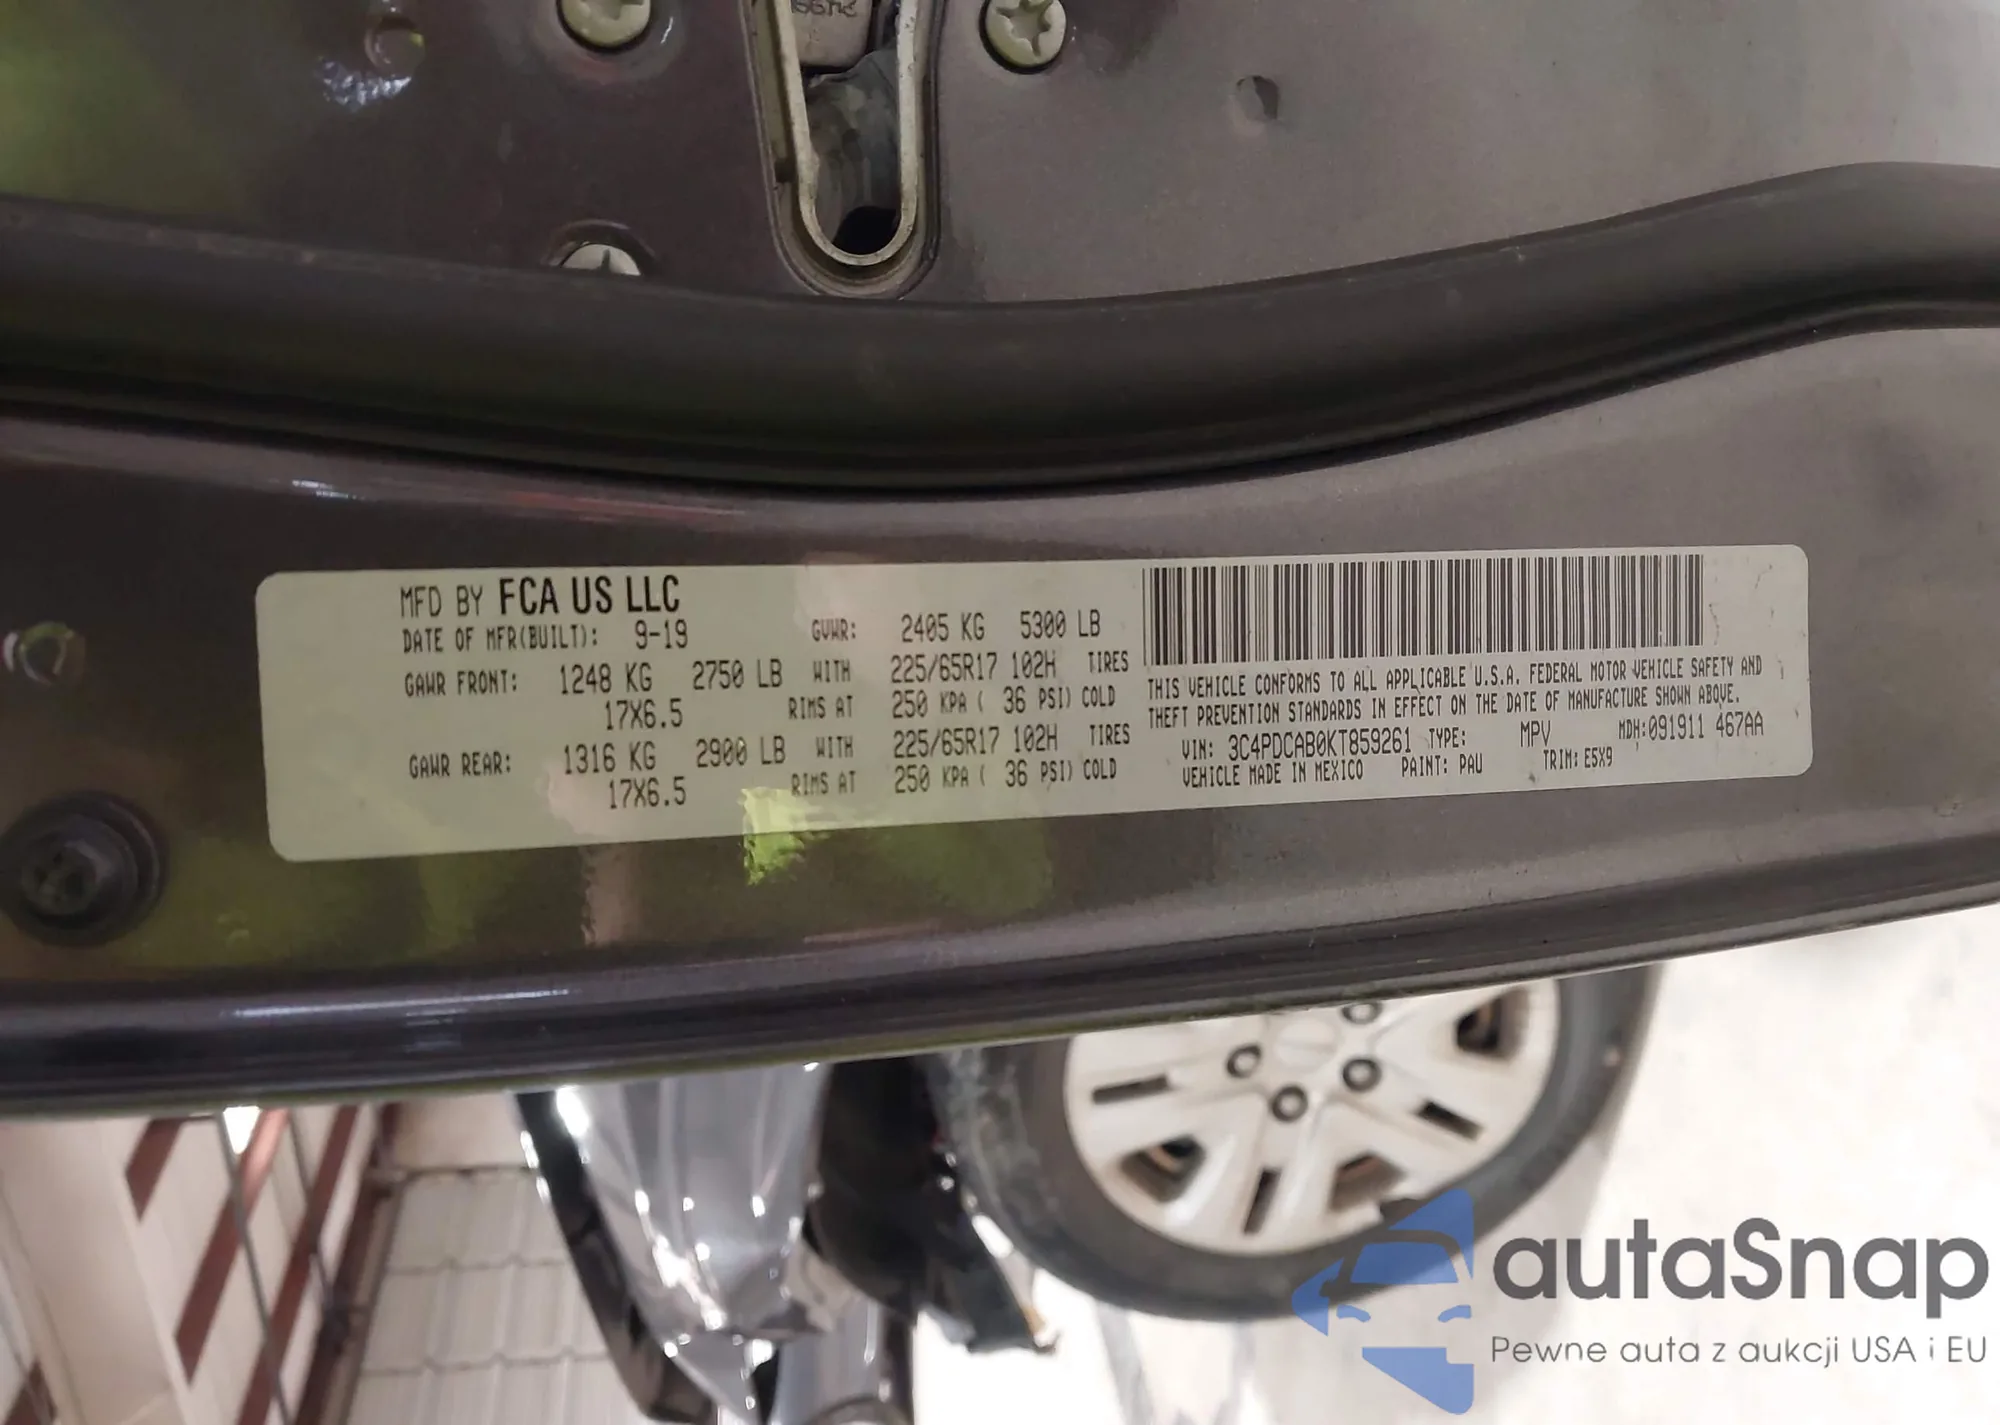 MFD BY FCA US LLC
DATE OF MFR(BUILT): 9-19 GVWR: 2405 KG 5300 LB
GAWR FRONT: 1248 KG 2750 LB WITH 225/65R17 102H TIRES
17X6.5 RIMS AT 250 KPA ( 36 PSI) COLD
GAWR REAR: 1316 KG 2900 LB WITH 225/65R17 102H TIRES
17X6.5 RIMS AT 250 KPA ( 36 PSI) COLD
THIS VEHICLE CONFORMS TO ALL APPLICABLE U.S.A. FEDERAL MOTOR VEHICLE SAFETY AND
THEFT PREVENTION STANDARDS IN EFFECT ON THE DATE OF MANUFACTURE SHOWN ABOVE.
VIN: 3C4PDCAB0KT859261 TYPE: MPV MDH:091911 467AA
VEHICLE MADE IN MEXICO PAINT: PAU TRIM: E5X9
autaSnap
Pewne auta z aukcji USA i EU